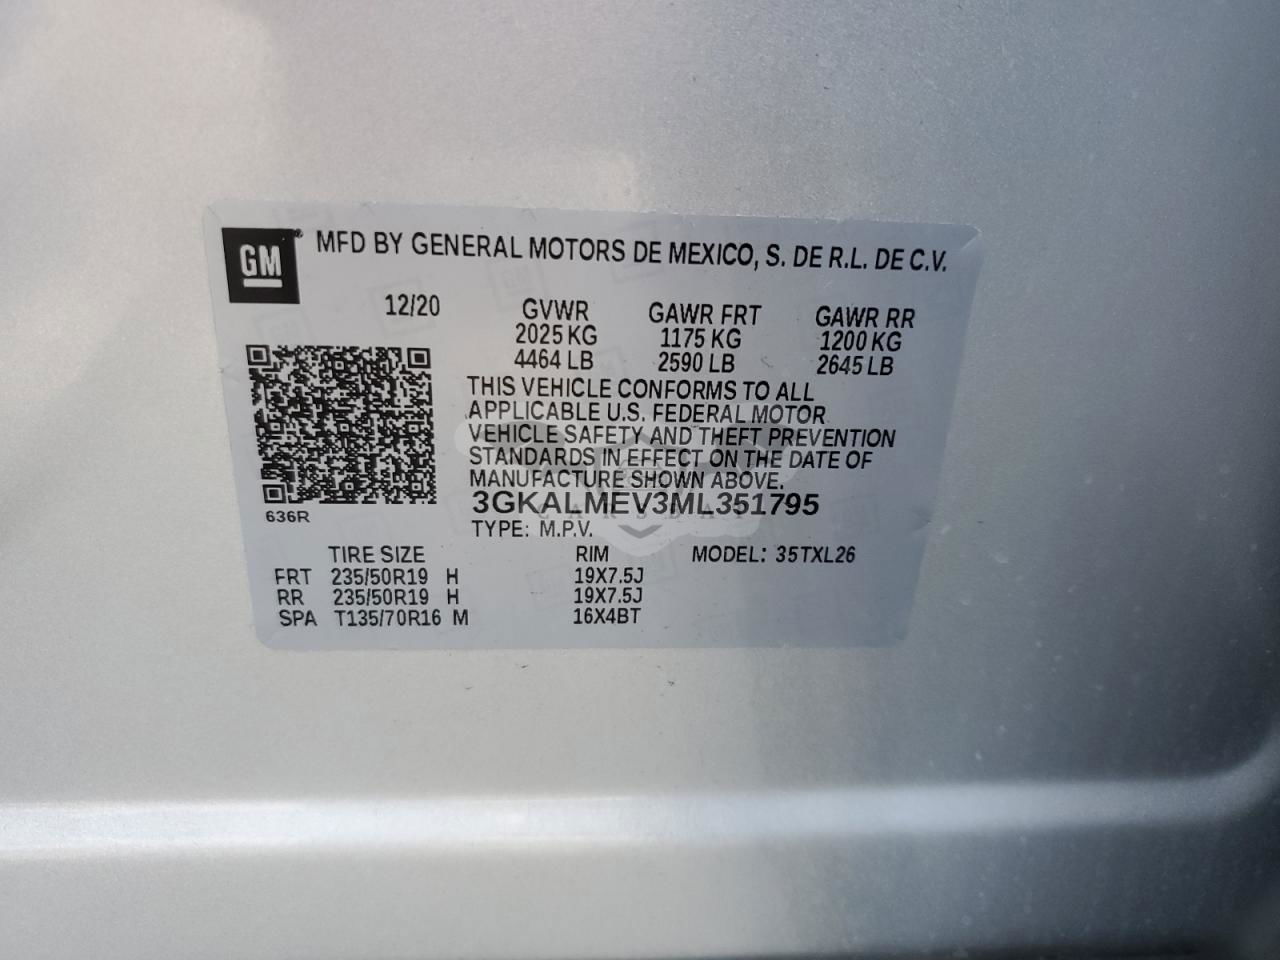 GM® MFD BY GENERAL MOTORS DE MEXICO, S. DE R.L. DE C.V.
12/20 GVWR GAWR FRT GAWR RR
2025 KG 1175 KG 1200 KG
4464 LB 2590 LB 2645 LB
THIS VEHICLE CONFORMS TO ALL
APPLICABLE U.S. FEDERAL MOTOR
VEHICLE SAFETY AND THEFT PREVENTION
STANDARDS IN EFFECT ON THE DATE OF
MANUFACTURE SHOWN ABOVE.
3GKALMEV3ML351795
636R
TYPE: M.P.V.
TIRE SIZE RIM MODEL: 35TXL26
FRT 235/50R19 H 19X7.5J
RR 235/50R19 H 19X7.5J
SPA T135/70R16 M 16X4BT